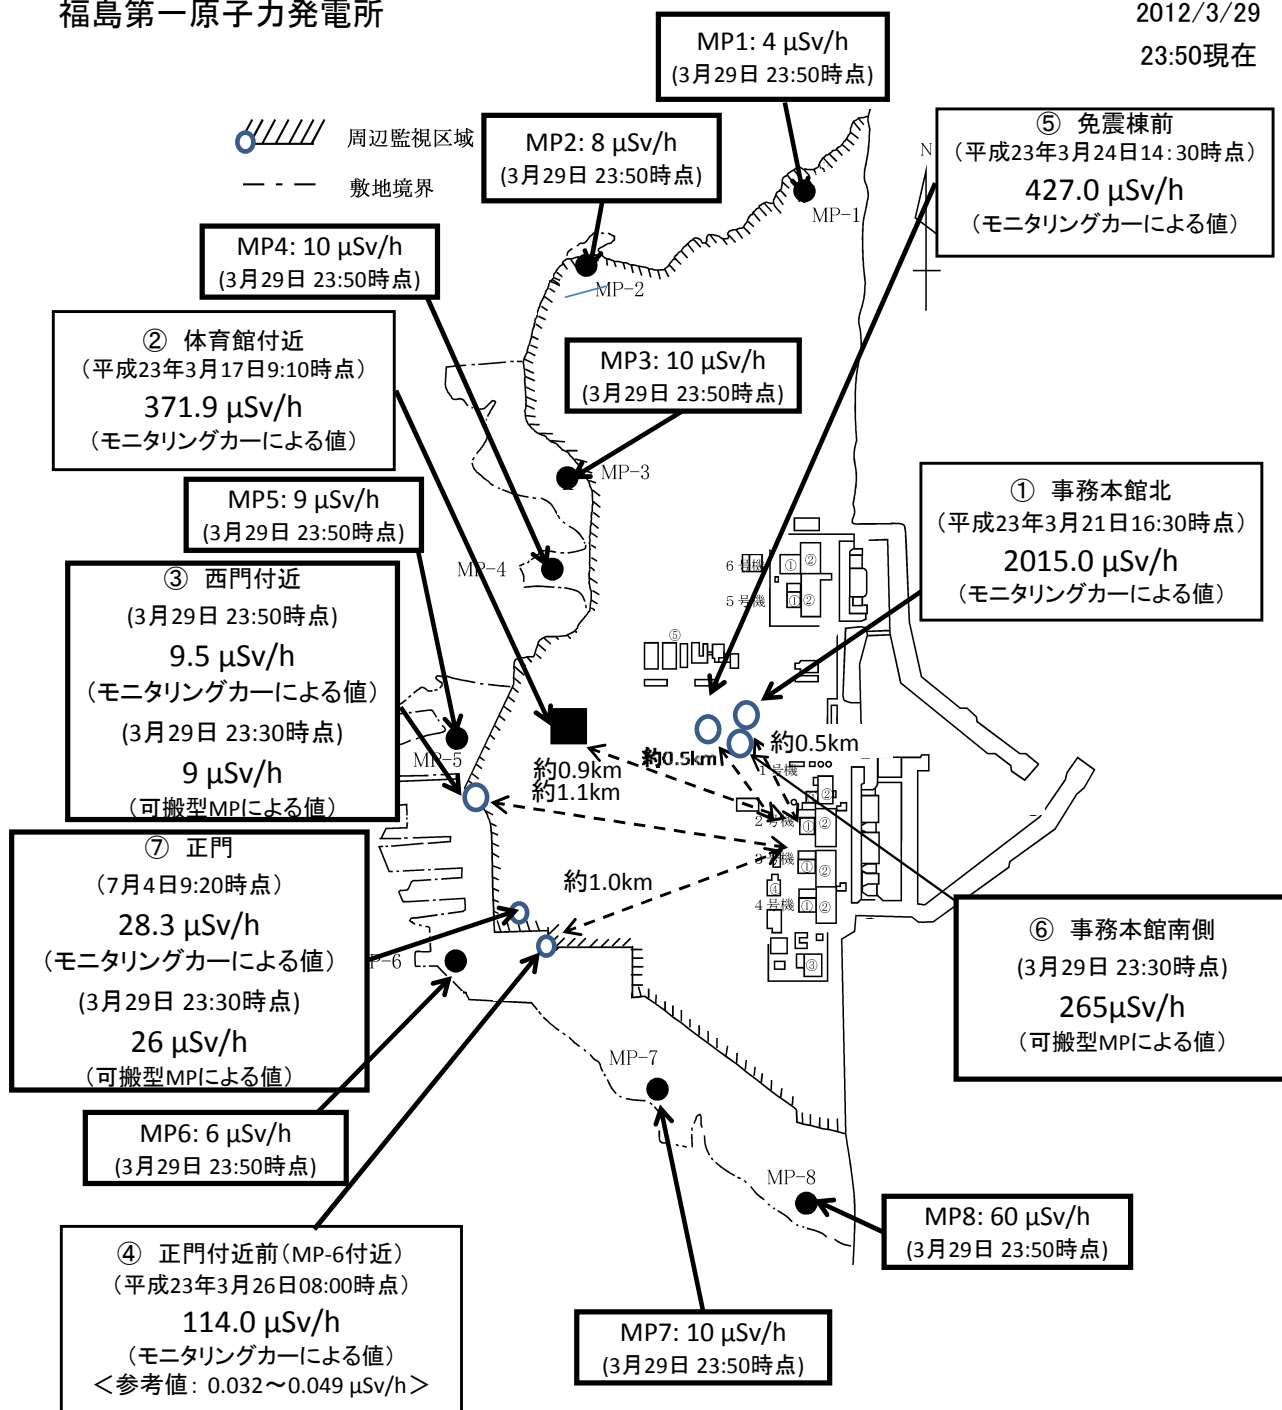 福島第一原子力発電所
2012/3/29
23:50現在
MP1: 4 μSv/h
(3月29日 23:50時点)
周辺監視区域
敷地境界
MP2: 8 μSv/h
(3月29日 23:50時点)
⑤ 免震棟前
(平成23年3月24日14:30時点)
427.0 μSv/h
(モニタリングカーによる値)
N
MP-1
MP4: 10 μSv/h
(3月29日 23:50時点)
MP-2
② 体育館付近
(平成23年3月17日9:10時点)
371.9 μSv/h
(モニタリングカーによる値)
MP3: 10 μSv/h
(3月29日 23:50時点)
MP-3
MP5: 9 μSv/h
(3月29日 23:50時点)
① 事務本館北
(平成23年3月21日16:30時点)
2015.0 μSv/h
(モニタリングカーによる値)
MP-4
6号機
① ②
5号機
① ②
③ 西門付近
(3月29日 23:50時点)
9.5 μSv/h
(モニタリングカーによる値)
(3月29日 23:30時点)
9 μSv/h
(可搬型MPによる値)
⑤
MP-5
約0.9km
約1.1km
約0.5km
約0.5km
1号機
②
2号機
① ②
3号機
① ②
④
4号機
① ②
③
約1.0km
⑦ 正門
(7月4日9:20時点)
28.3 μSv/h
(モニタリングカーによる値)
(3月29日 23:30時点)
26 μSv/h
(可搬型MPによる値)
P-6
⑥ 事務本館南側
(3月29日 23:30時点)
265μSv/h
(可搬型MPによる値)
MP-7
MP6: 6 μSv/h
(3月29日 23:50時点)
MP-8
MP8: 60 μSv/h
(3月29日 23:50時点)
④ 正門付近前(MP-6付近)
(平成23年3月26日08:00時点)
114.0 μSv/h
(モニタリングカーによる値)
<参考値: 0.032~0.049 μSv/h>
MP7: 10 μSv/h
(3月29日 23:50時点)